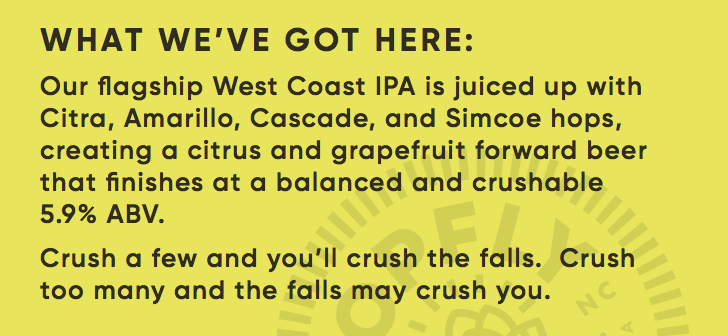 WHAT WE'VE GOT HERE:
Our flagship West Coast IPA is juiced up with
Citra, Amarillo, Cascade, and Simcoe hops,
creating a citrus and grapefruit forward beer
that finishes at a balanced and crushable
5.9% ABV.
Crush a few and you'll crush the falls.  Crush
too many and the falls may crush you.
NC